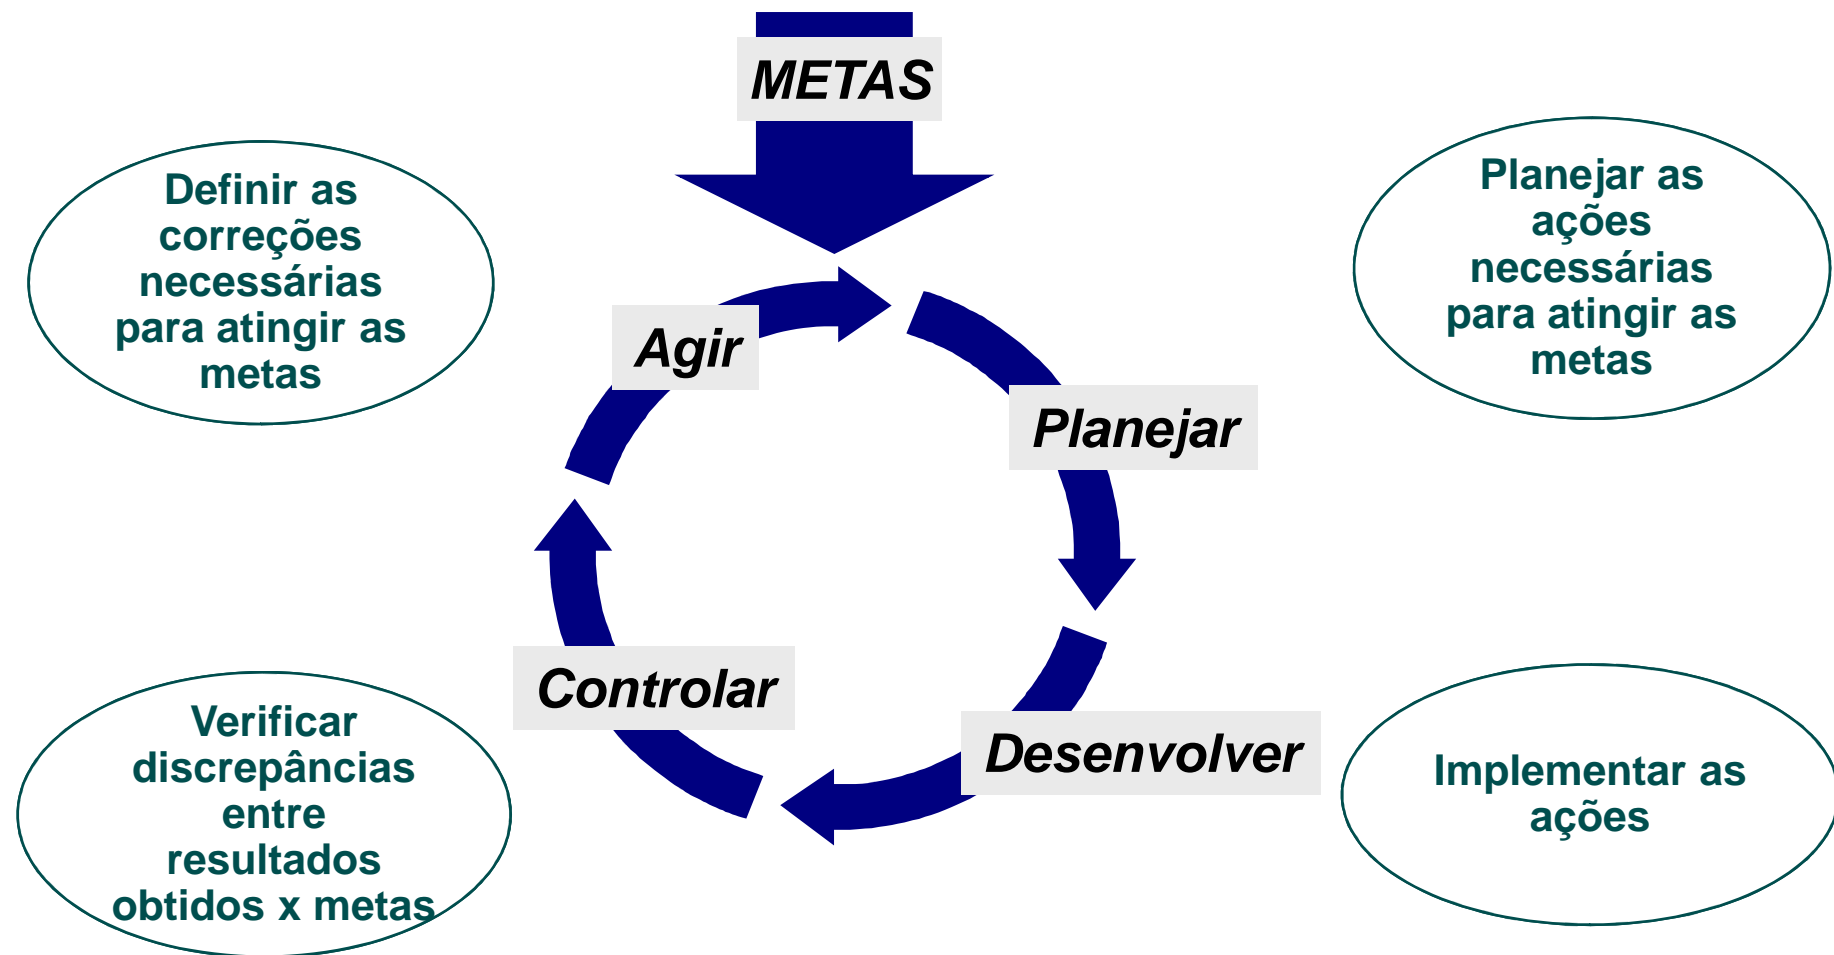 METAS
Definir as
correções
necessárias
para atingir as
metas
Planejar as
ações
necessárias
para atingir as
metas
Agir
Planejar
Controlar
Desenvolver
Verificar
discrepâncias
entre
resultados
obtidos x metas
Implementar as
ações